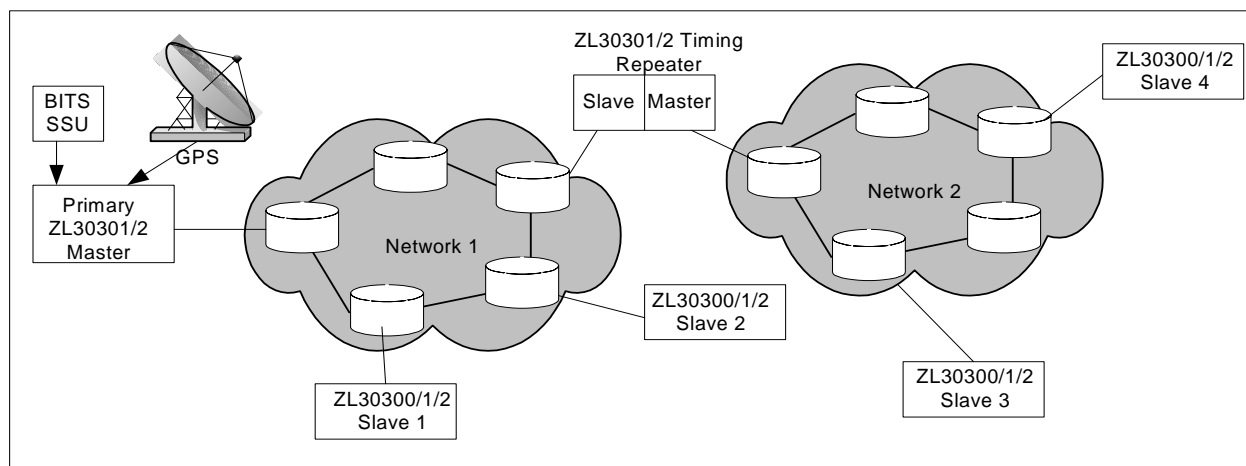 ZL30301/2 Timing
Repeater
Slave
Master
ZL30300/1/2
Slave 4
BITS
SSU
GPS
Primary
ZL30301/2
Master
Network 1
Network 2
ZL30300/1/2
Slave 2
ZL30300/1/2
Slave 1
ZL30300/1/2
Slave 3